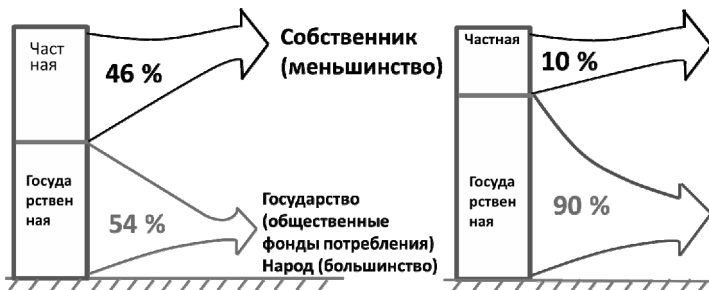 Част
ная
46 %
Собственник
(меньшинство)
Госуда
рствен
ная
54 %
Государство
(общественные
фонды потребления)
Народ (большинство)
Частная
10 %
Госуда
рствен
ная
90 %